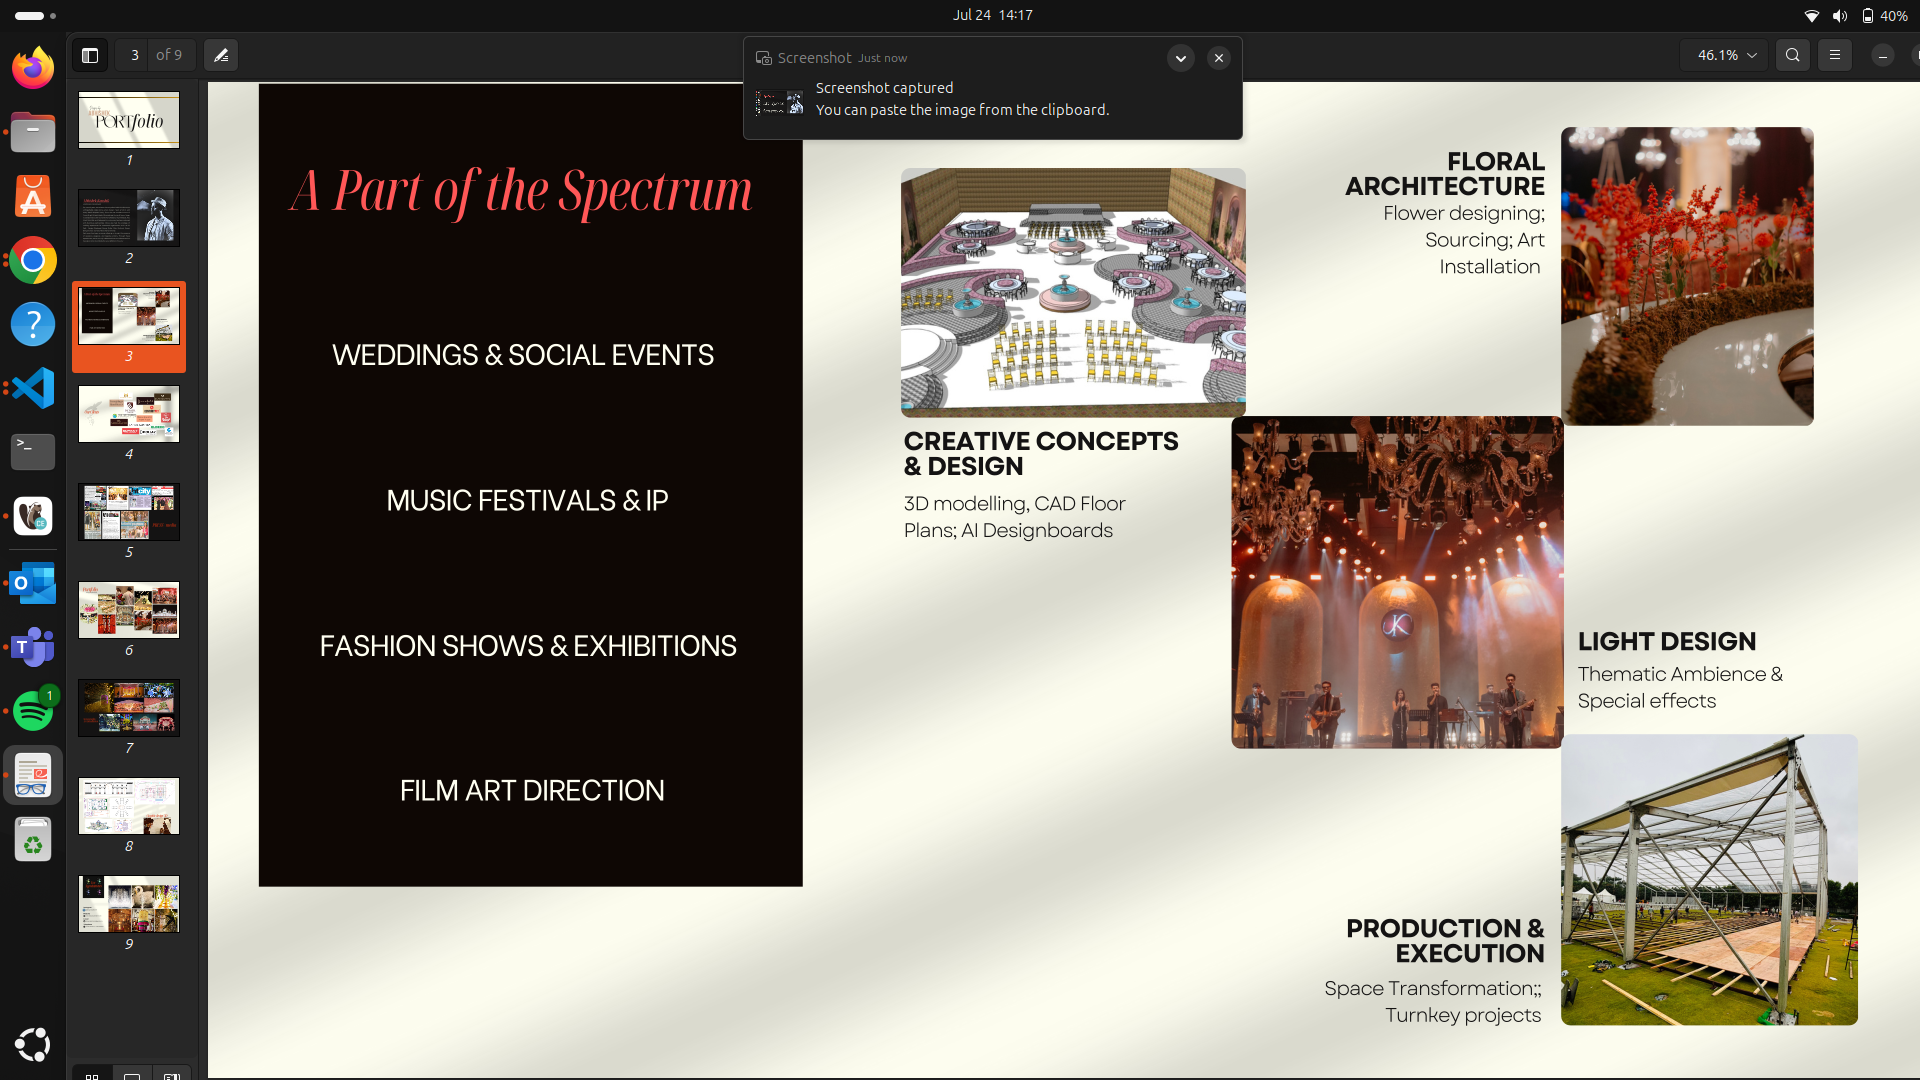 Jul 24 14:17
40%
3 of 9
Screenshot Just now
Screenshot captured
You can paste the image from the clipboard.
46.1%
PORTfolio
1
2
3
4
5
6
7
8
9
1
A Part of the Spectrum
WEDDINGS & SOCIAL EVENTS
MUSIC FESTIVALS & IP
FASHION SHOWS & EXHIBITIONS
FILM ART DIRECTION
CREATIVE CONCEPTS
& DESIGN
3D modelling, CAD Floor
Plans; AI Designboards
FLORAL
ARCHITECTURE
Flower designing;
Sourcing; Art
Installation
JK
LIGHT DESIGN
Thematic Ambience &
Special effects
PRODUCTION &
EXECUTION
Space Transformation;;
Turnkey projects